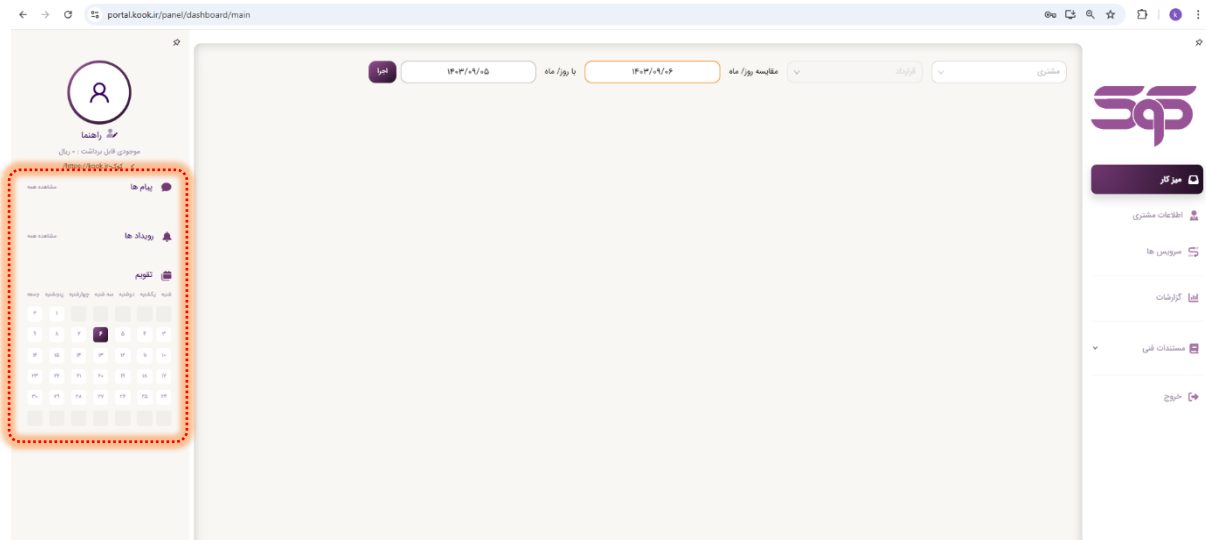 portal.kook.ir/panel/dashboard/main
مشتری
قرارداد
مقایسه روز/ ماه
۱۴۰۳/۰۹/۰۶
با روز/ ماه
۱۴۰۳/۰۹/۰۵
اجرا
کوک
میز کار
اطلاعات مشتری
سرویس ها
گزارشات
مستندات فنی
خروج
راهنما
موجودی قابل برداشت : ۰ ریال
پیام ها
مشاهده همه
رویداد ها
مشاهده همه
تقویم
شنبه یکشنبه دوشنبه سه شنبه چهارشنبه پنجشنبه جمعه
۱ ۲
۳ ۴ ۵ ۶ ۷ ۸ ۹
۱۰ ۱۱ ۱۲ ۱۳ ۱۴ ۱۵ ۱۶
۱۷ ۱۸ ۱۹ ۲۰ ۲۱ ۲۲ ۲۳
۲۴ ۲۵ ۲۶ ۲۷ ۲۸ ۲۹ ۳۰